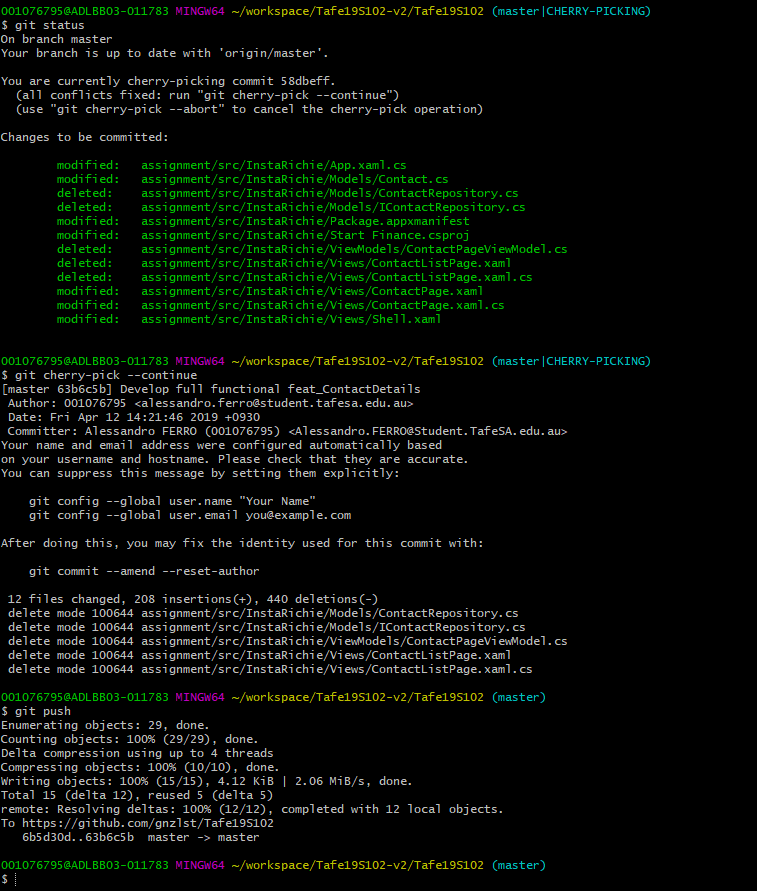 001076795@ADLBB03-011783 MINGW64 ~/workspace/Tafe19S102-v2/Tafe19S102 (master|CHERRY-PICKING)
$ git status
On branch master
Your branch is up to date with 'origin/master'.
You are currently cherry-picking commit 58dbeff.
(all conflicts fixed: run "git cherry-pick --continue")
(use "git cherry-pick --abort" to cancel the cherry-pick operation)
Changes to be committed:
modified: assignment/src/InstaRichie/App.xaml.cs
modified: assignment/src/InstaRichie/Models/Contact.cs
deleted: assignment/src/InstaRichie/Models/ContactRepository.cs
deleted: assignment/src/InstaRichie/Models/IContactRepository.cs
modified: assignment/src/InstaRichie/Package.appxmanifest
modified: assignment/src/InstaRichie/Start Finance.csproj
deleted: assignment/src/InstaRichie/ViewModels/ContactPageViewModel.cs
deleted: assignment/src/InstaRichie/Views/ContactListPage.xaml
deleted: assignment/src/InstaRichie/Views/ContactListPage.xaml.cs
modified: assignment/src/InstaRichie/Views/ContactPage.xaml
modified: assignment/src/InstaRichie/Views/ContactPage.xaml.cs
modified: assignment/src/InstaRichie/Views/Shell.xaml
001076795@ADLBB03-011783 MINGW64 ~/workspace/Tafe19S102-v2/Tafe19S102 (master|CHERRY-PICKING)
$ git cherry-pick --continue
[master 63b6c5b] Develop full functional feat_ContactDetails
Author: 001076795 <alessandro.ferro@student.tafesa.edu.au>
Date: Fri Apr 12 14:21:46 2019 +0930
Committer: Alessandro FERRO (001076795) <Alessandro.FERRO@Student.TafeSA.edu.au>
Your name and email address were configured automatically based
on your username and hostname. Please check that they are accurate.
You can suppress this message by setting them explicitly:
git config --global user.name "Your Name"
git config --global user.email you@example.com
After doing this, you may fix the identity used for this commit with:
git commit --amend --reset-author
12 files changed, 208 insertions(+), 440 deletions(-)
delete mode 100644 assignment/src/InstaRichie/Models/ContactRepository.cs
delete mode 100644 assignment/src/InstaRichie/Models/IContactRepository.cs
delete mode 100644 assignment/src/InstaRichie/ViewModels/ContactPageViewModel.cs
delete mode 100644 assignment/src/InstaRichie/Views/ContactListPage.xaml
delete mode 100644 assignment/src/InstaRichie/Views/ContactListPage.xaml.cs
001076795@ADLBB03-011783 MINGW64 ~/workspace/Tafe19S102-v2/Tafe19S102 (master)
$ git push
Enumerating objects: 29, done.
Counting objects: 100% (29/29), done.
Delta compression using up to 4 threads
Compressing objects: 100% (10/10), done.
Writing objects: 100% (15/15), 4.12 KiB | 2.06 MiB/s, done.
Total 15 (delta 12), reused 5 (delta 5)
remote: Resolving deltas: 100% (12/12), completed with 12 local objects.
To https://github.com/gnzlst/Tafe19S102
6b5d30d..63b6c5b master -> master
001076795@ADLBB03-011783 MINGW64 ~/workspace/Tafe19S102-v2/Tafe19S102 (master)
$